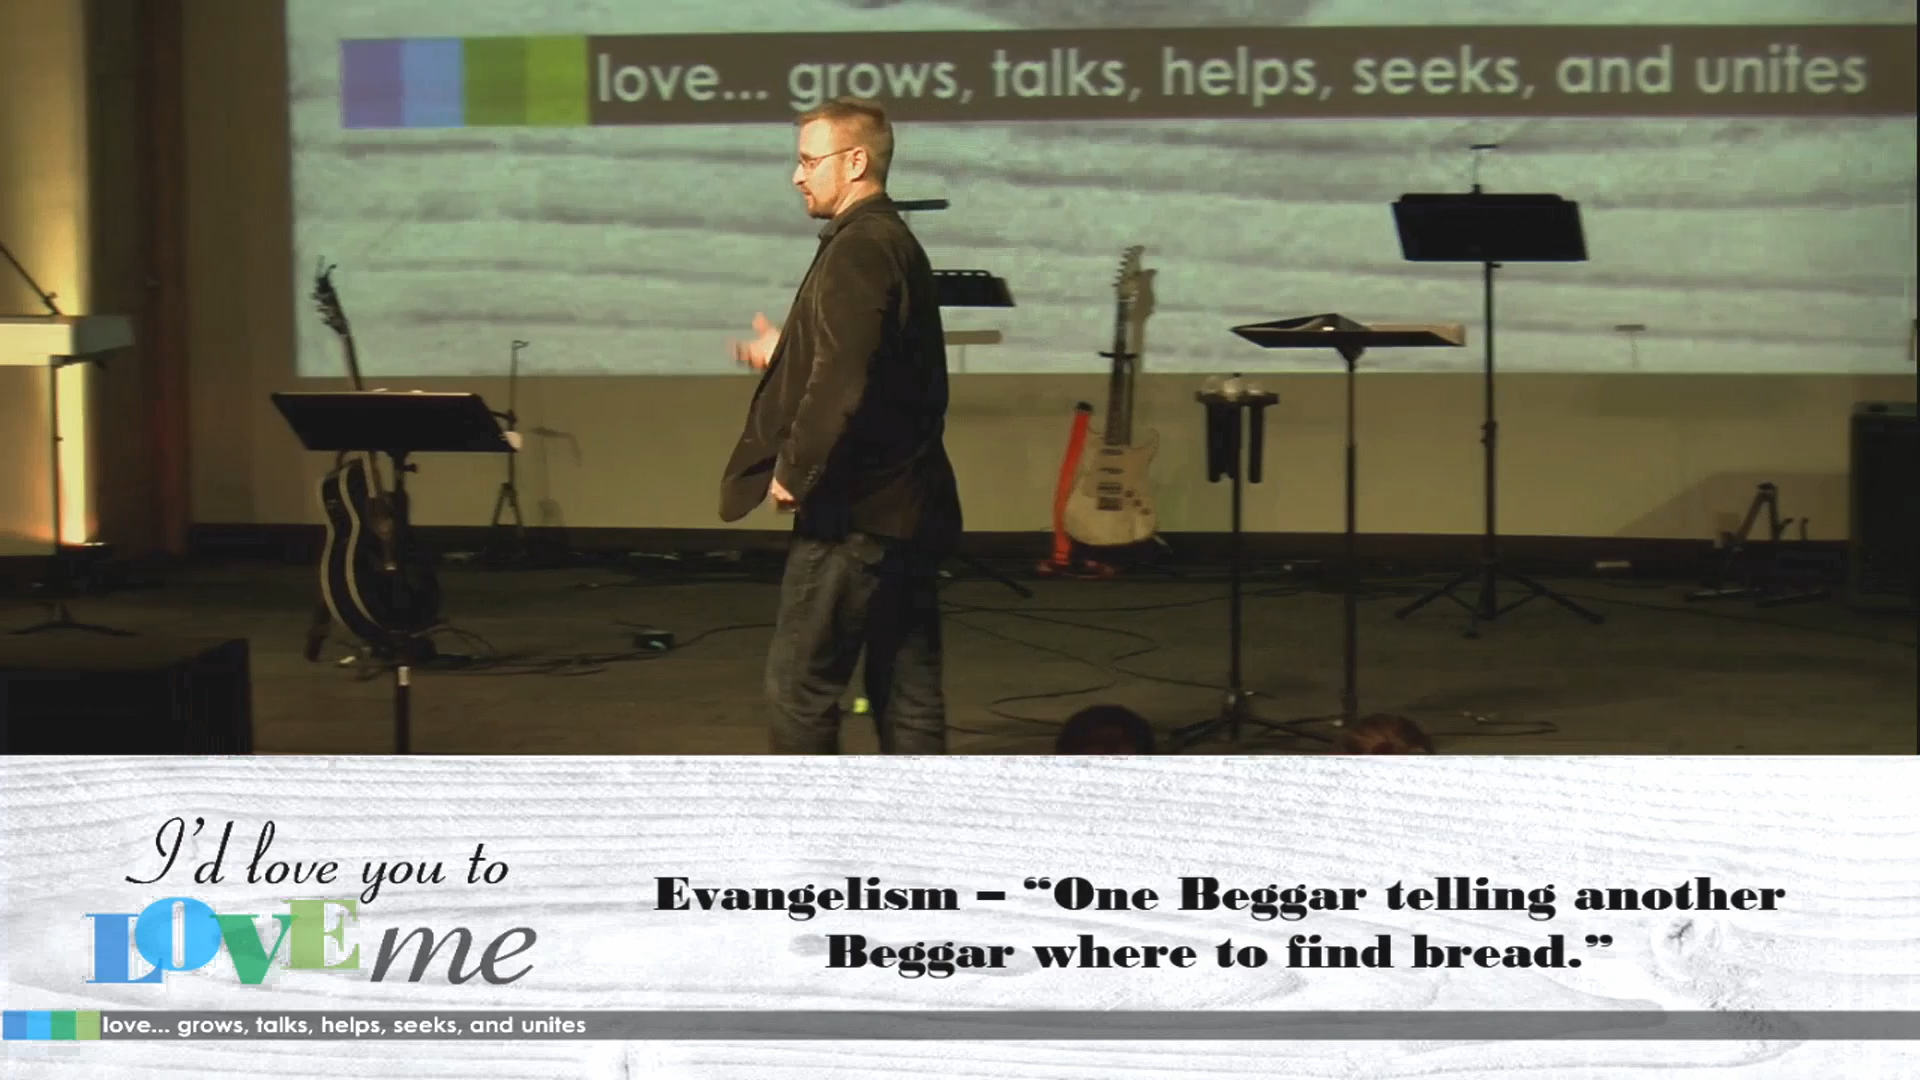 love... grows, talks, helps, seeks, and unites
I'd love you to
LOVE me
Evangelism – “One Beggar telling another
Beggar where to find bread.”
love... grows, talks, helps, seeks, and unites